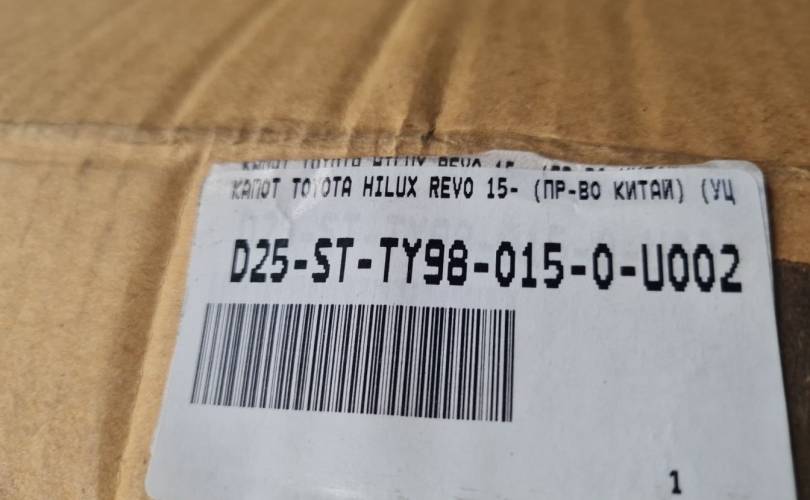 КАПОТ TOYOTA HILUX REVO 15- (ПР-ВО КИТАЙ) (УЦ
D25-ST-TY98-015-0-U002
1